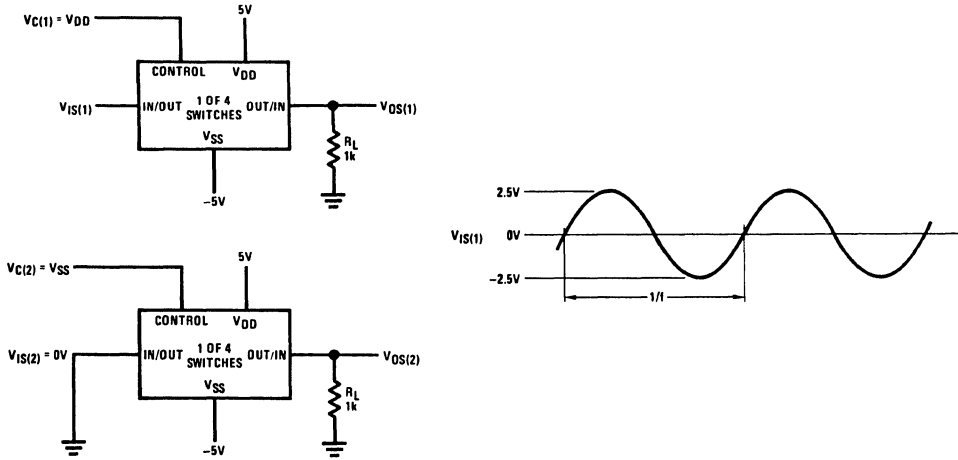 VC(1) = VDD
5V
CONTROL VDD
VIS(1)
IN/OUT 1 OF 4 SWITCHES OUT/IN
VOS(1)
VSS
RL
1k
–5V
VC(2) = VSS
5V
CONTROL VDD
VIS(2) = 0V
IN/OUT 1 OF 4 SWITCHES OUT/IN
VOS(2)
VSS
RL
1k
–5V
2.5V
VIS(1) 0V
–2.5V
1/f